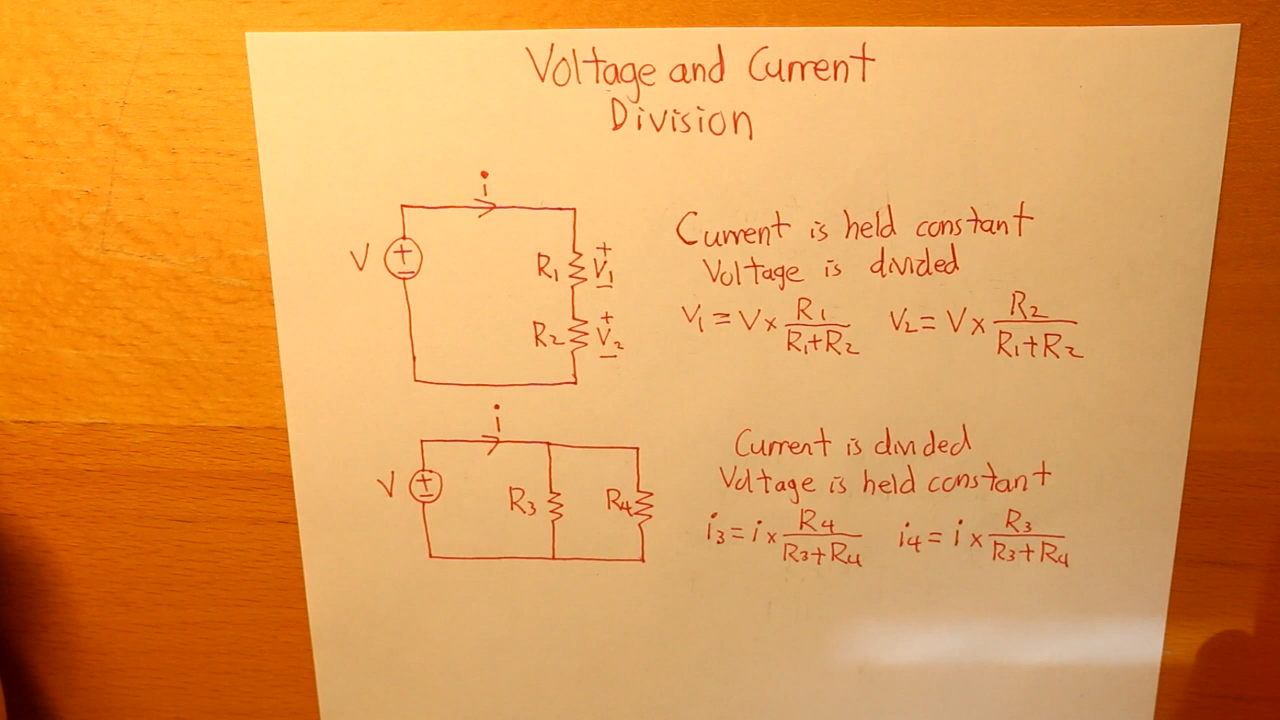 Voltage and Current
Division
i
V
+
−
R₁
+
V₁
−
R₂
+
V₂
−
Current is held constant
Voltage is divided
V₁ = V × R₁ / (R₁+R₂)   V₂ = V × R₂ / (R₁+R₂)
i
V
+
−
R₃
R₄
Current is divided
Voltage is held constant
i₃ = i × R₄ / (R₃+R₄)   i₄ = i × R₃ / (R₃+R₄)